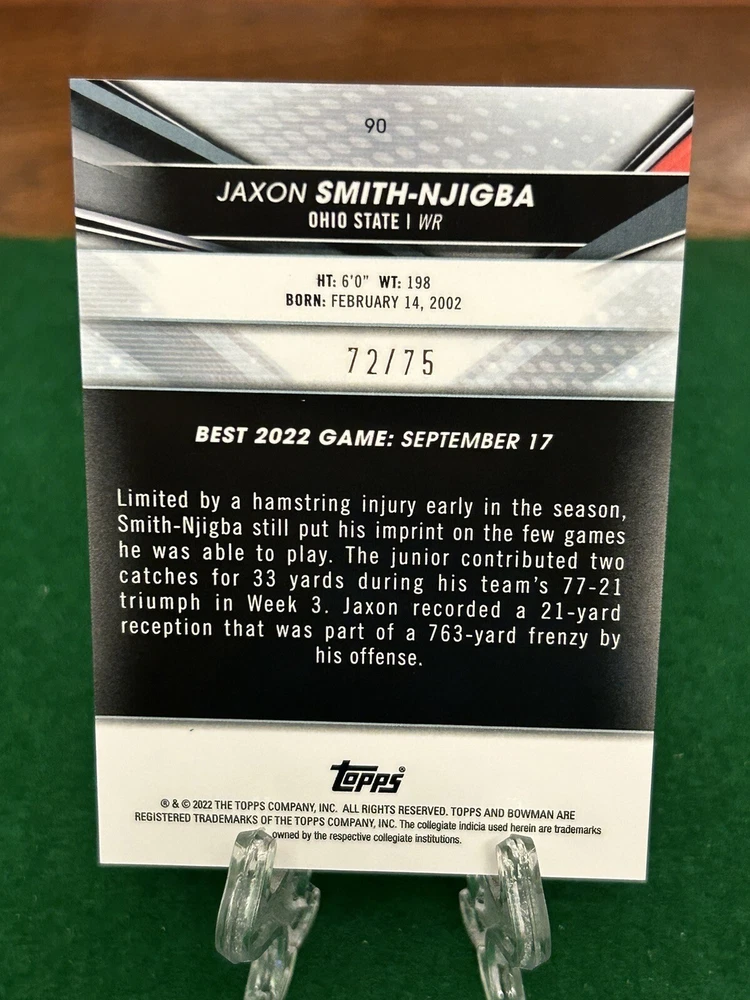 90
JAXON SMITH-NJIGBA
OHIO STATE | WR
HT: 6'0" WT: 198
BORN: FEBRUARY 14, 2002
72/75
BEST 2022 GAME: SEPTEMBER 17
Limited by a hamstring injury early in the season,
Smith-Njigba still put his imprint on the few games
he was able to play. The junior contributed two
catches for 33 yards during his team's 77-21
triumph in Week 3. Jaxon recorded a 21-yard
reception that was part of a 763-yard frenzy by
his offense.
topps®
® & © 2022 THE TOPPS COMPANY, INC. ALL RIGHTS RESERVED. TOPPS AND BOWMAN ARE
REGISTERED TRADEMARKS OF THE TOPPS COMPANY, INC. The collegiate indicia used herein are trademarks
owned by the respective collegiate institutions.